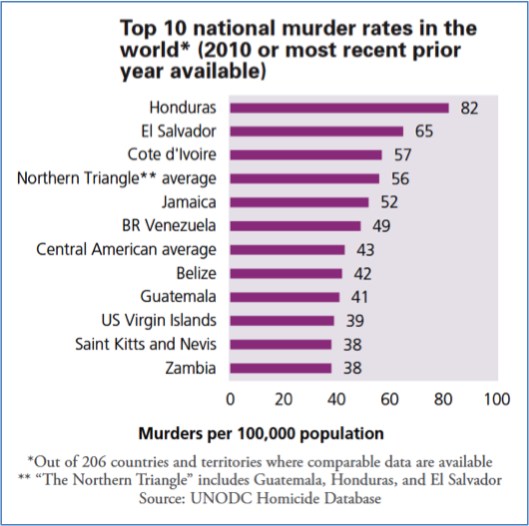 Top 10 national murder rates in the
world* (2010 or most recent prior
year available)
Honduras 82
El Salvador 65
Cote d'Ivoire 57
Northern Triangle** average 56
Jamaica 52
BR Venezuela 49
Central American average 43
Belize 42
Guatemala 41
US Virgin Islands 39
Saint Kitts and Nevis 38
Zambia 38
0 20 40 60 80 100
Murders per 100,000 population
*Out of 206 countries and territories where comparable data are available
** “The Northern Triangle” includes Guatemala, Honduras, and El Salvador
Source: UNODC Homicide Database